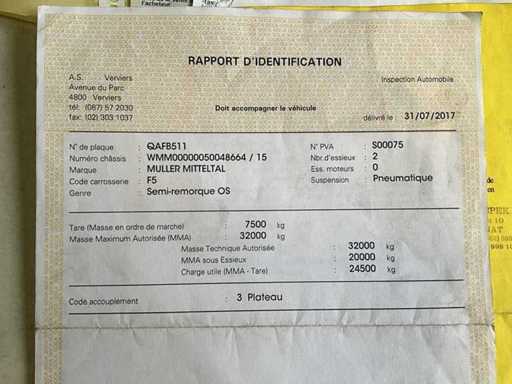 RAPPORT D'IDENTIFICATION
A.S. Verviers
Avenue du Parc
4800 Verviers
tél: (087) 57 2030
fax: (02) 303 1037
Inspection Automobile
Doit accompagner le véhicule
délivré le : 31/07/2017
N° de plaque : QAFB511
Numéro châssis : WMM00000050048664 / 15
Marque : MULLER MITTELTAL
Code carrosserie : F5
Genre : Semi-remorque OS
N° PVA : S00075
Nbr.d'essieux : 2
Ess. moteurs : 0
Suspension : Pneumatique
Tare (Masse en ordre de marche) : 7500 kg
Masse Maximum Autorisée (MMA) : 32000 kg
Masse Technique Autorisée : 32000 kg
MMA sous Essieux : 20000 kg
Charge utile (MMA - Tare) : 24500 kg
Code accouplement : 3 Plateau